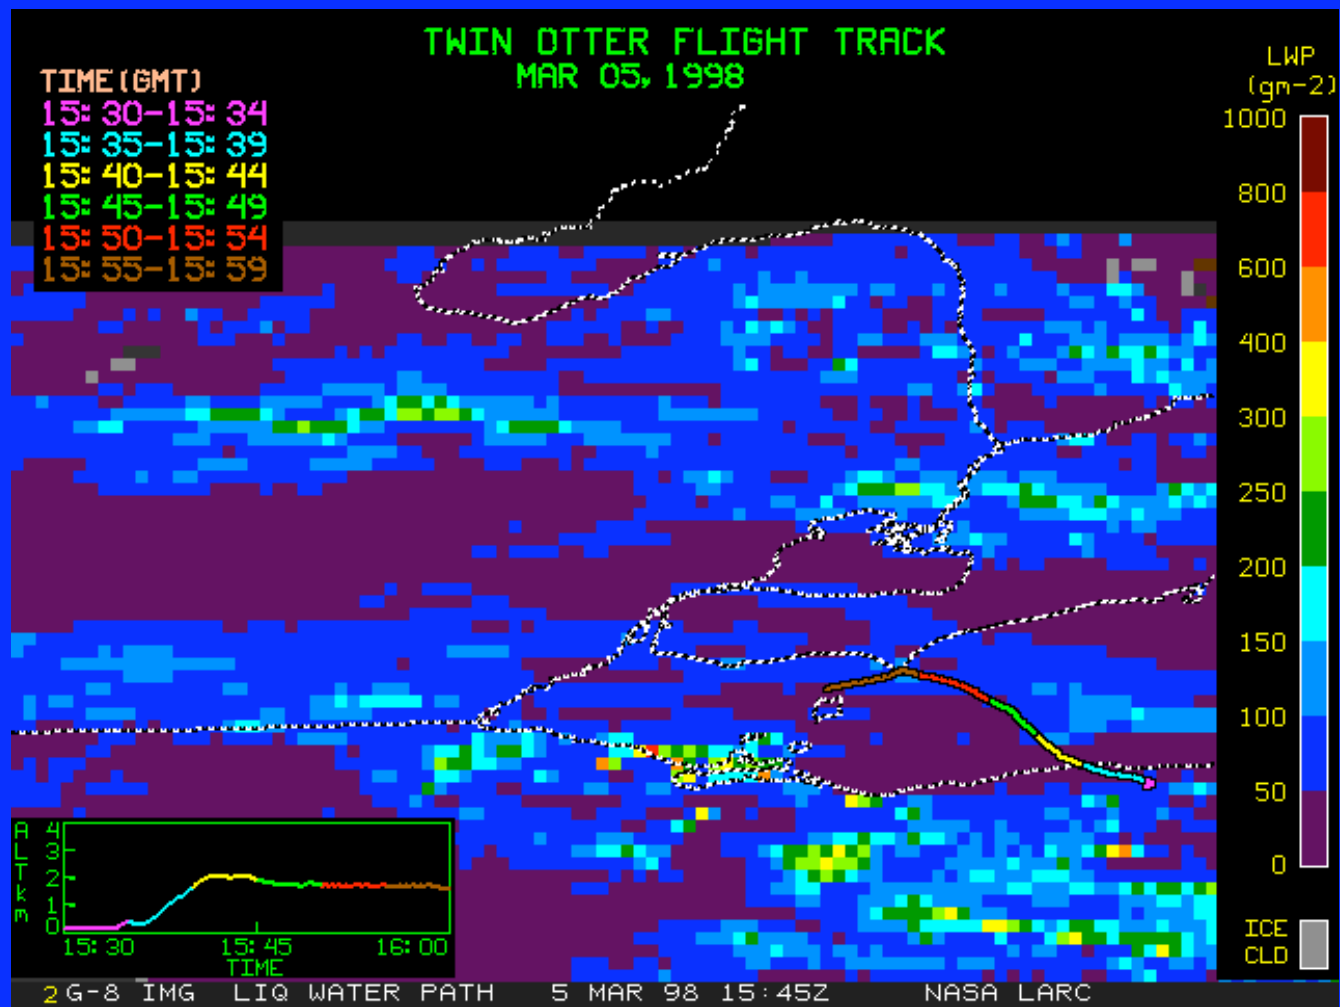 TWIN OTTER FLIGHT TRACK
MAR 05, 1998
TIME(GMT)
15:30-15:34
15:35-15:39
15:40-15:44
15:45-15:49
15:50-15:54
15:55-15:59
LWP
(gm-2)
1000
800
600
400
300
250
200
150
100
50
0
ICE
CLD
ALT km
4
3
2
1
0
15:30
15:45
16:00
TIME
2 G-8 IMG LIQ WATER PATH 5 MAR 98 15:45Z NASA LARC